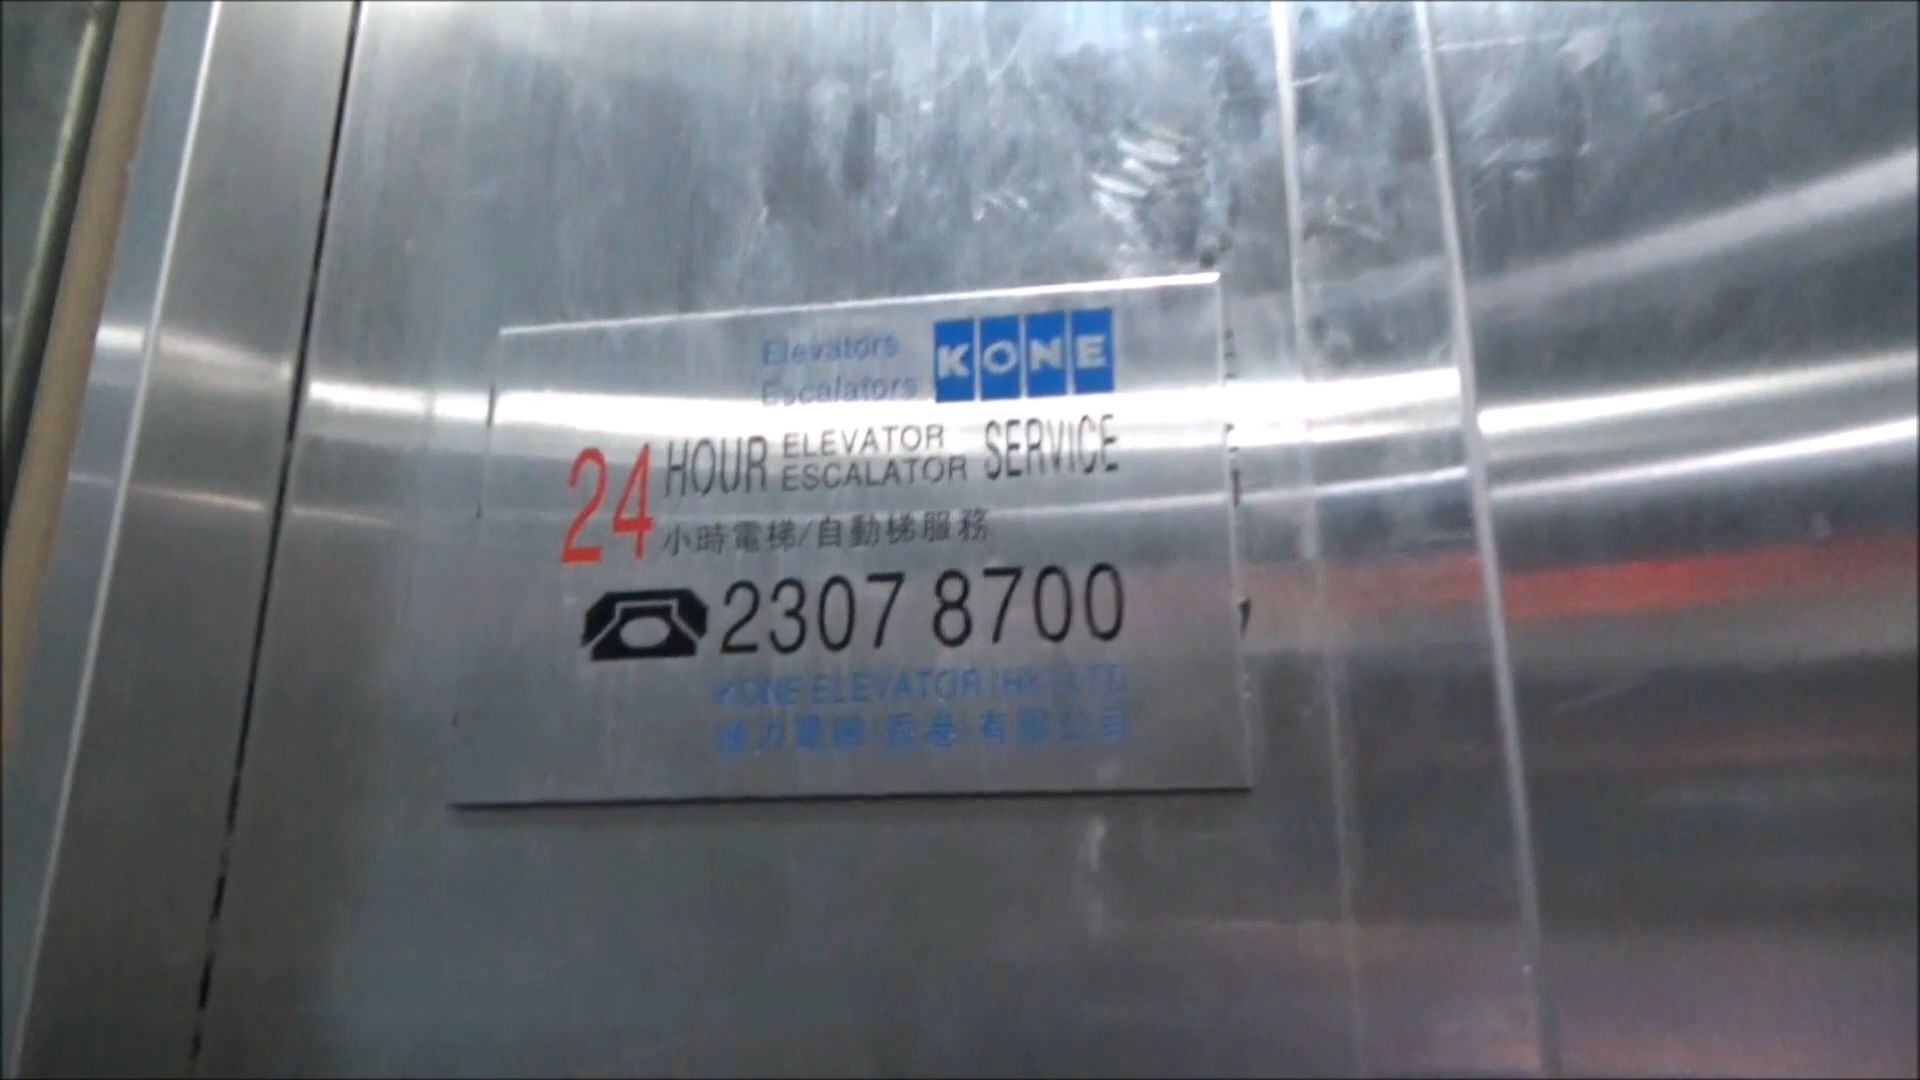 Elevators
Escalators
KONE
24 HOUR ELEVATOR ESCALATOR SERVICE
小時電梯/自動梯服務
2307 8700
KONE ELEVATOR (HK) LTD
通力電梯(香港)有限公司